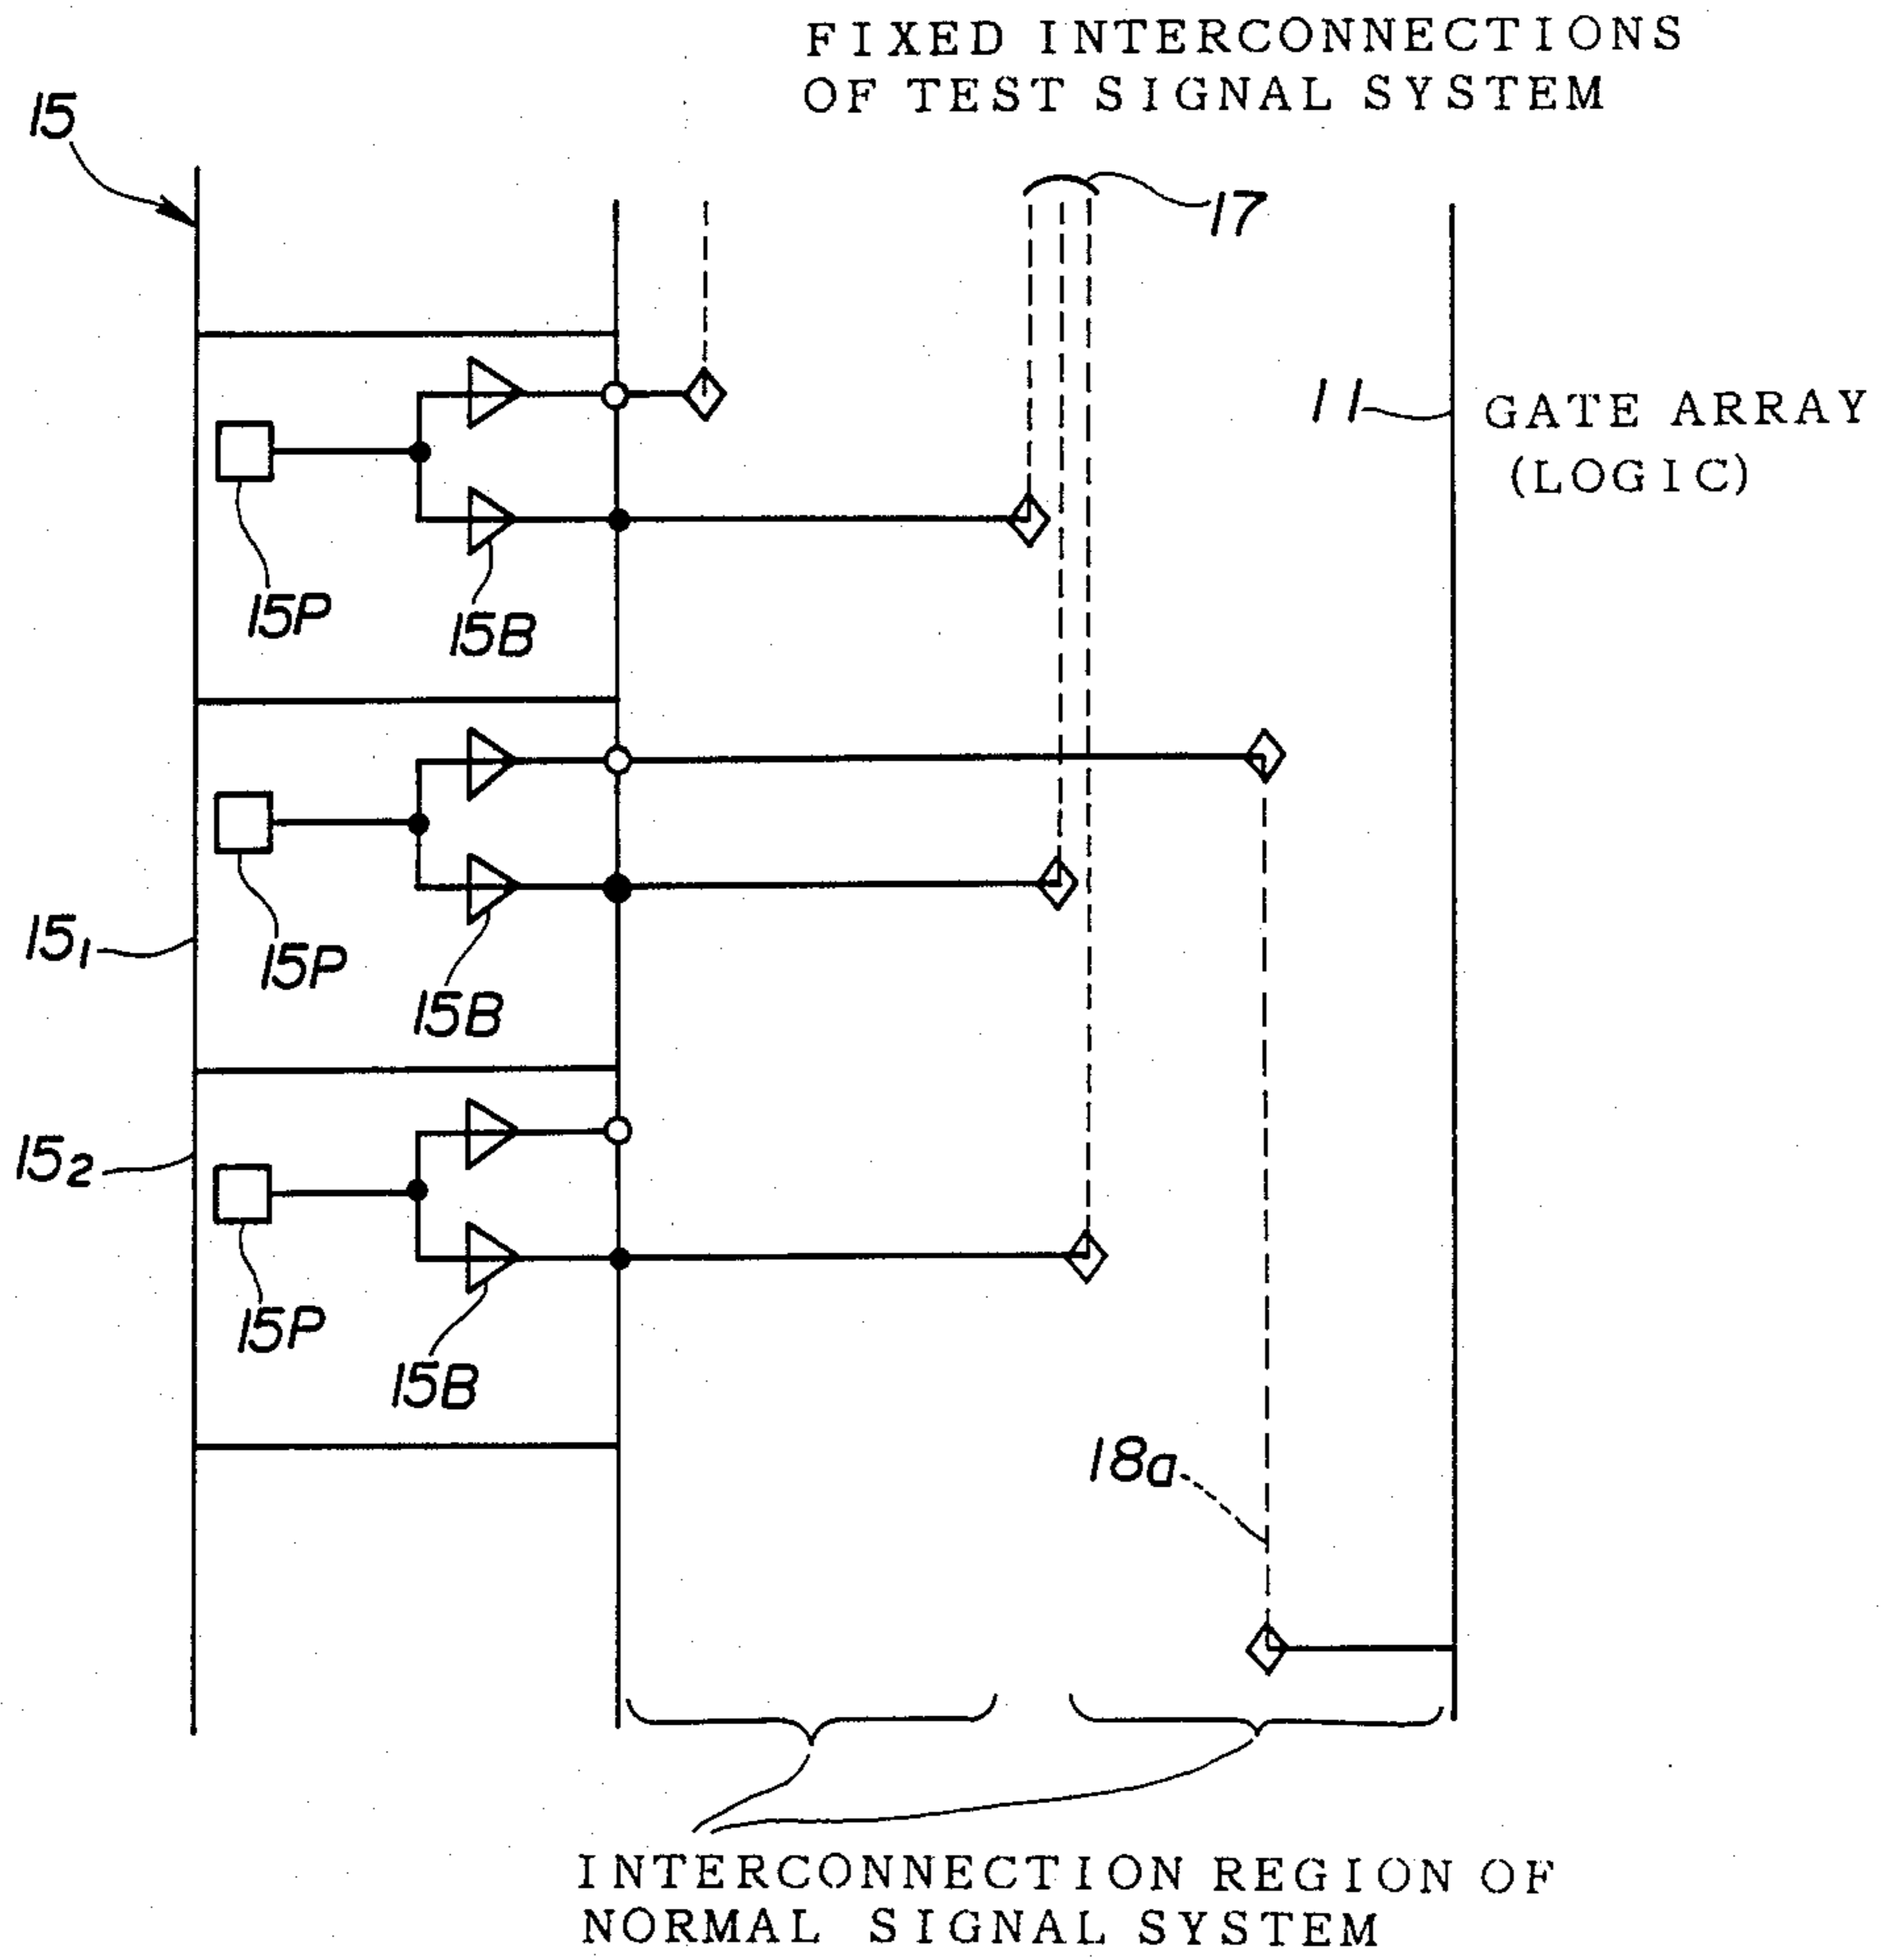 FIXED INTERCONNECTIONS
OF TEST SIGNAL SYSTEM
15
17
11
GATE ARRAY
(LOGIC)
15P
15B
15₁
15P
15B
15₂
15P
15B
18a
INTERCONNECTION REGION OF
NORMAL SIGNAL SYSTEM